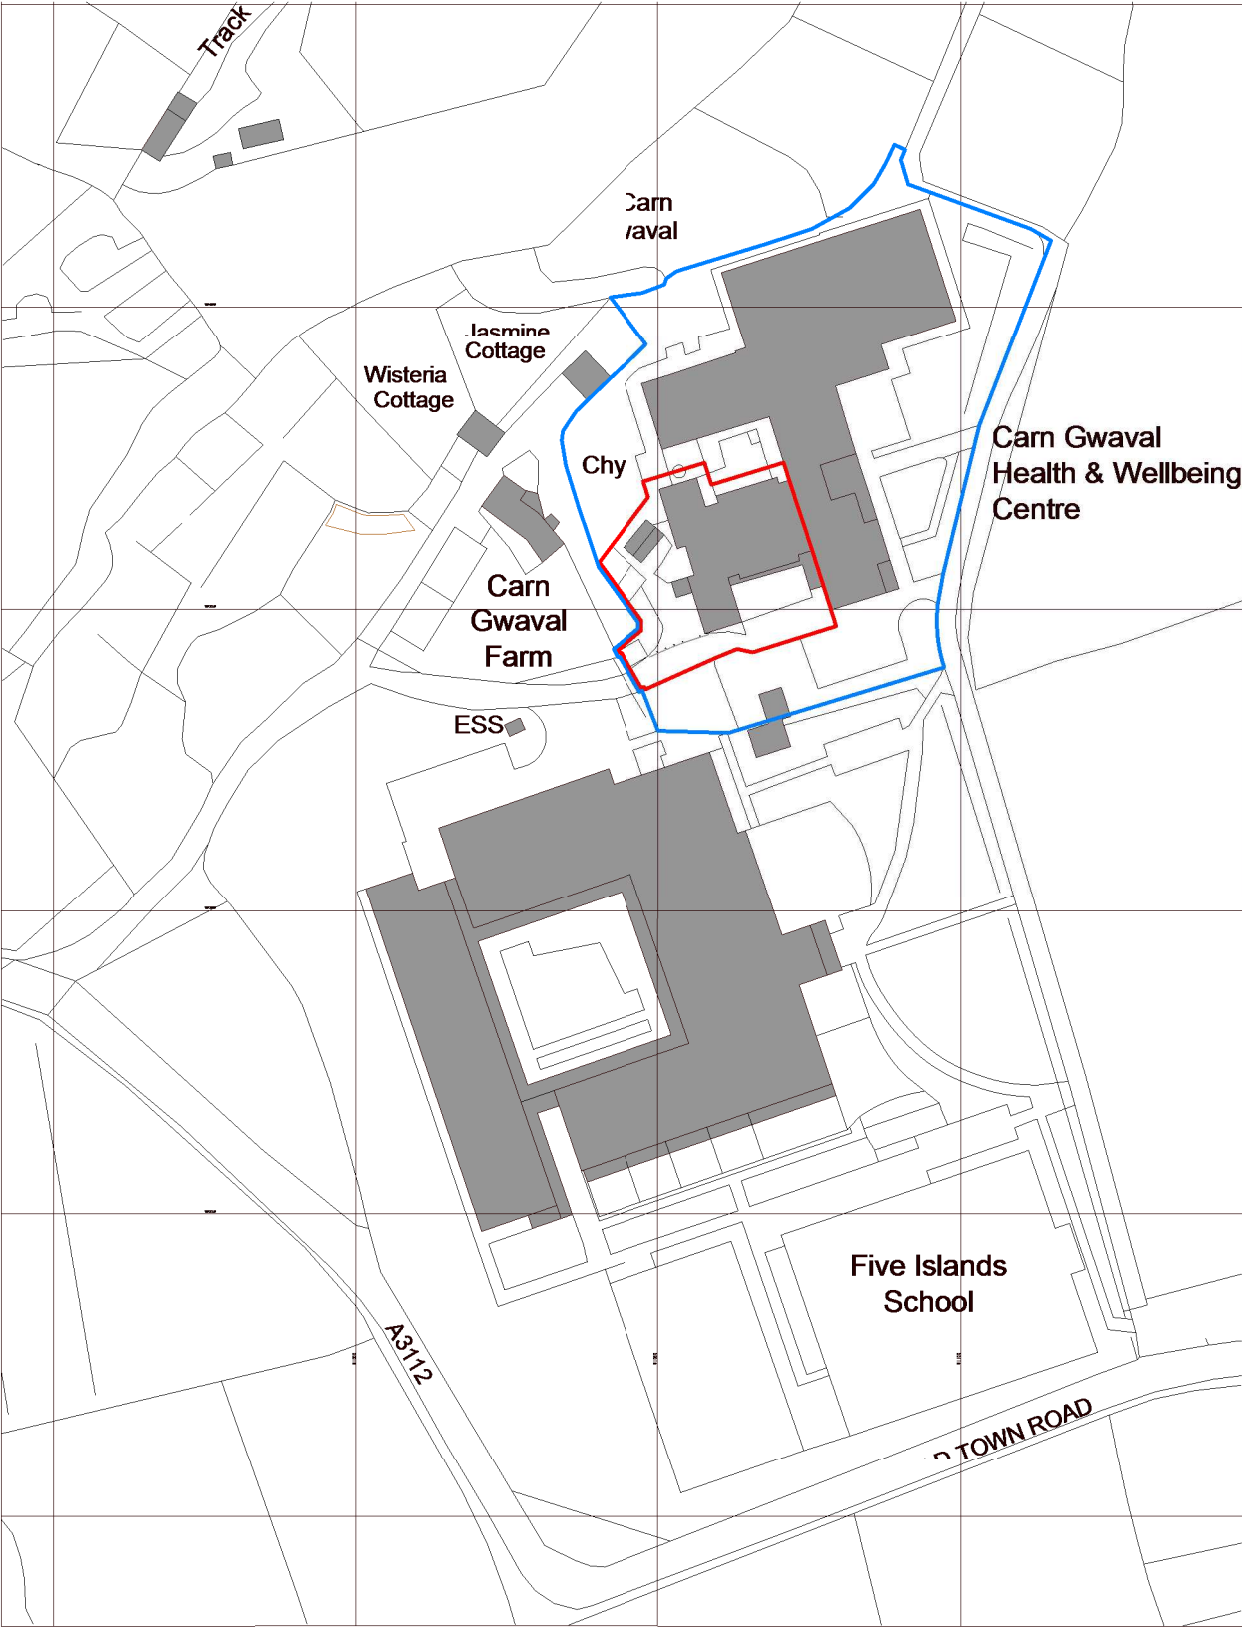 Track
Carn
Jasmine
Cottage
Wisteria
Cottage
Chy
Carn Gwaval
Health & Wellbeing
Centre
Carn
Gwaval
Farm
ESS
Five Islands
School
A3112
TOWN ROAD